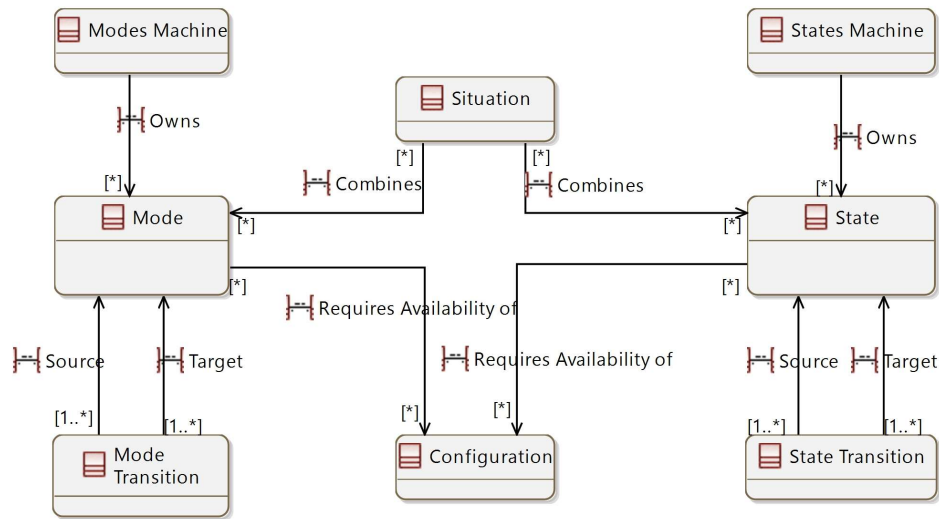 Modes Machine
States Machine
Situation
Owns
Owns
[*]
[*]
Combines
Combines
[*]
[*]
Mode
State
[*]
[*]
[*]
[*]
Requires Availability of
Requires Availability of
Source
Target
Source
Target
[1..*]
[1..*]
[*]
[*]
[1..*]
[1..*]
Mode
Transition
Configuration
State Transition